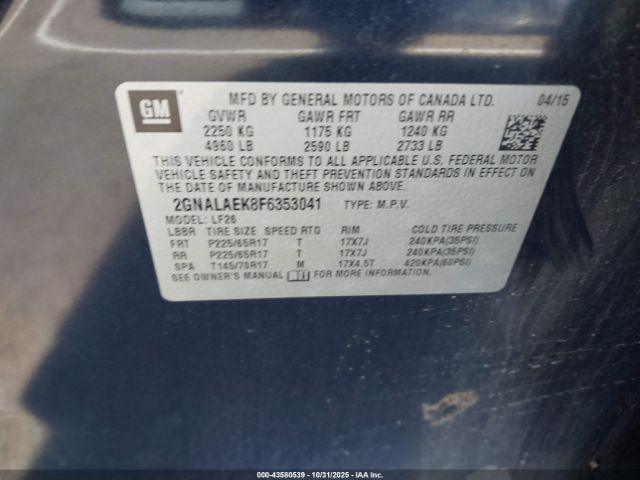 GM
MFD BY GENERAL MOTORS OF CANADA LTD. 04/15
GVWR GAWR FRT GAWR RR
2250 KG 1175 KG 1240 KG
4960 LB 2590 LB 2733 LB
THIS VEHICLE CONFORMS TO ALL APPLICABLE U.S. FEDERAL MOTOR
VEHICLE SAFETY AND THEFT PREVENTION STANDARDS IN EFFECT ON THE
DATE OF MANUFACTURE SHOWN ABOVE.
2GNALAEK8F6353041 TYPE: M.P.V.
MODEL: LF26
LBBR TIRE SIZE SPEED RTG RIM COLD TIRE PRESSURE
FRT P225/65R17 T 17X7J 240KPA(35PSI)
RR P225/65R17 T 17X7J 240KPA(35PSI)
SPA T145/70R17 M 17X4.5T 420KPA(60PSI)
SEE OWNER'S MANUAL FOR MORE INFORMATION.
000-43580539 - 10/31/2025 - IAA Inc. Copyright